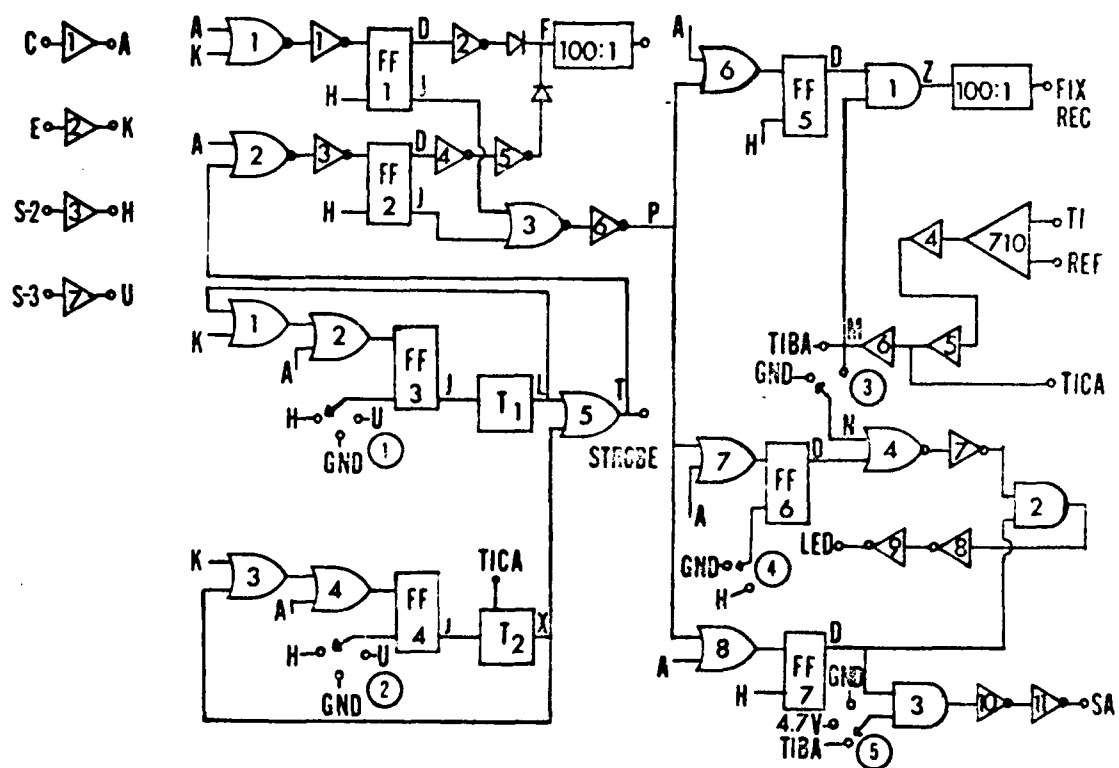 C 1 A
E 2 K
S-2 3 H
S-3 7 U
A
K
1
1
FF
1
H
D
J
2
F
100:1
A
2
3
FF
2
H
D
J
4
5
3
6
P
K
1
2
A
FF
3
J
H
U
GND
1
T1
L
5
T
STROBE
K
3
4
A
FF
4
J
H
U
GND
2
TICA
T2
X
A
6
FF
5
H
D
1
Z
100:1
FIX
REC
4
710
TI
REF
M
TIBA
6
5
GND
3
TICA
7
A
FF
6
D
N
4
7
2
GND
4
H
LED
9
8
8
A
FF
7
H
D
GND
4.7V
TIBA
5
3
10
11
SA